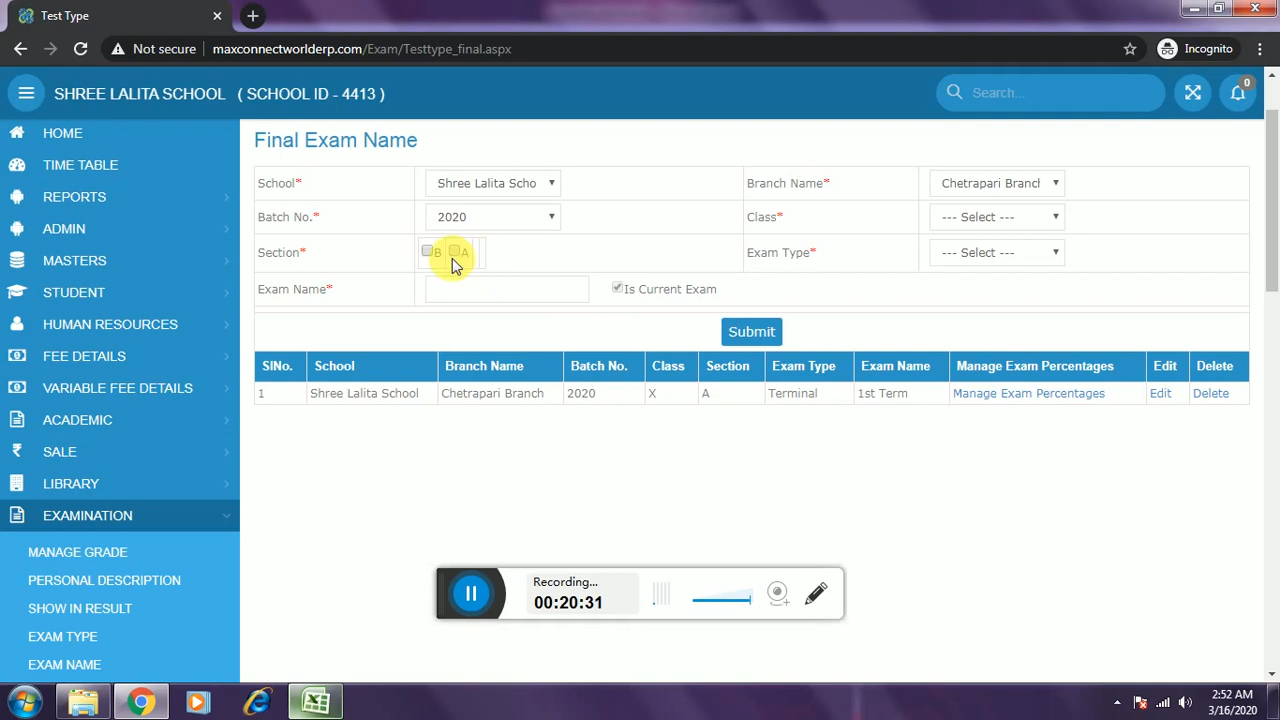 Test Type
Not secure maxconnectworlderp.com/Exam/Testtype_final.aspx
Incognito
SHREE LALITA SCHOOL ( SCHOOL ID - 4413 )
Search...
0
HOME
TIME TABLE
REPORTS
ADMIN
MASTERS
STUDENT
HUMAN RESOURCES
FEE DETAILS
VARIABLE FEE DETAILS
ACADEMIC
SALE
LIBRARY
EXAMINATION
MANAGE GRADE
PERSONAL DESCRIPTION
SHOW IN RESULT
EXAM TYPE
EXAM NAME
Final Exam Name
School* Shree Lalita Scho Branch Name* Chetrapari Branch
Batch No.* 2020 Class* --- Select ---
Section* B A Exam Type* --- Select ---
Exam Name* Is Current Exam
Submit
SlNo. School Branch Name Batch No. Class Section Exam Type Exam Name Manage Exam Percentages Edit Delete
1 Shree Lalita School Chetrapari Branch 2020 X A Terminal 1st Term Manage Exam Percentages Edit Delete
Recording...
00:20:31
2:52 AM
3/16/2020